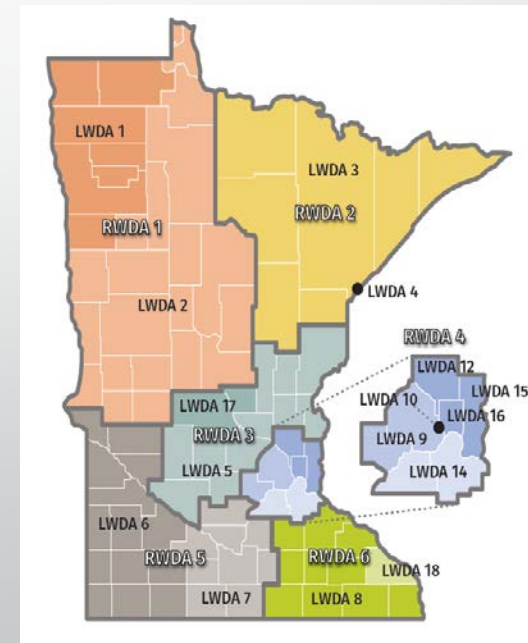 LWDA 1
LWDA 3
RWDA 2
RWDA 1
LWDA 4
LWDA 2
RWDA 4
LWDA 12
LWDA 15
LWDA 10
LWDA 17
LWDA 16
RWDA 3
LWDA 9
LWDA 5
LWDA 14
LWDA 6
RWDA 5
RWDA 6
LWDA 18
LWDA 7
LWDA 8